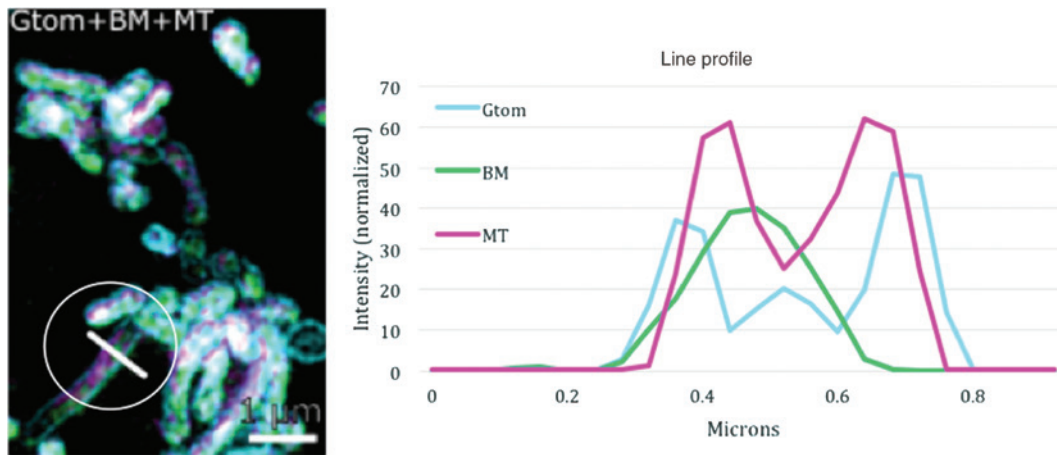 Gtom+BM+MT
1 μm
Line profile
Intensity (normalized)
70
60
50
40
30
20
10
0
Gtom
BM
MT
0 0.2 0.4 0.6 0.8
Microns